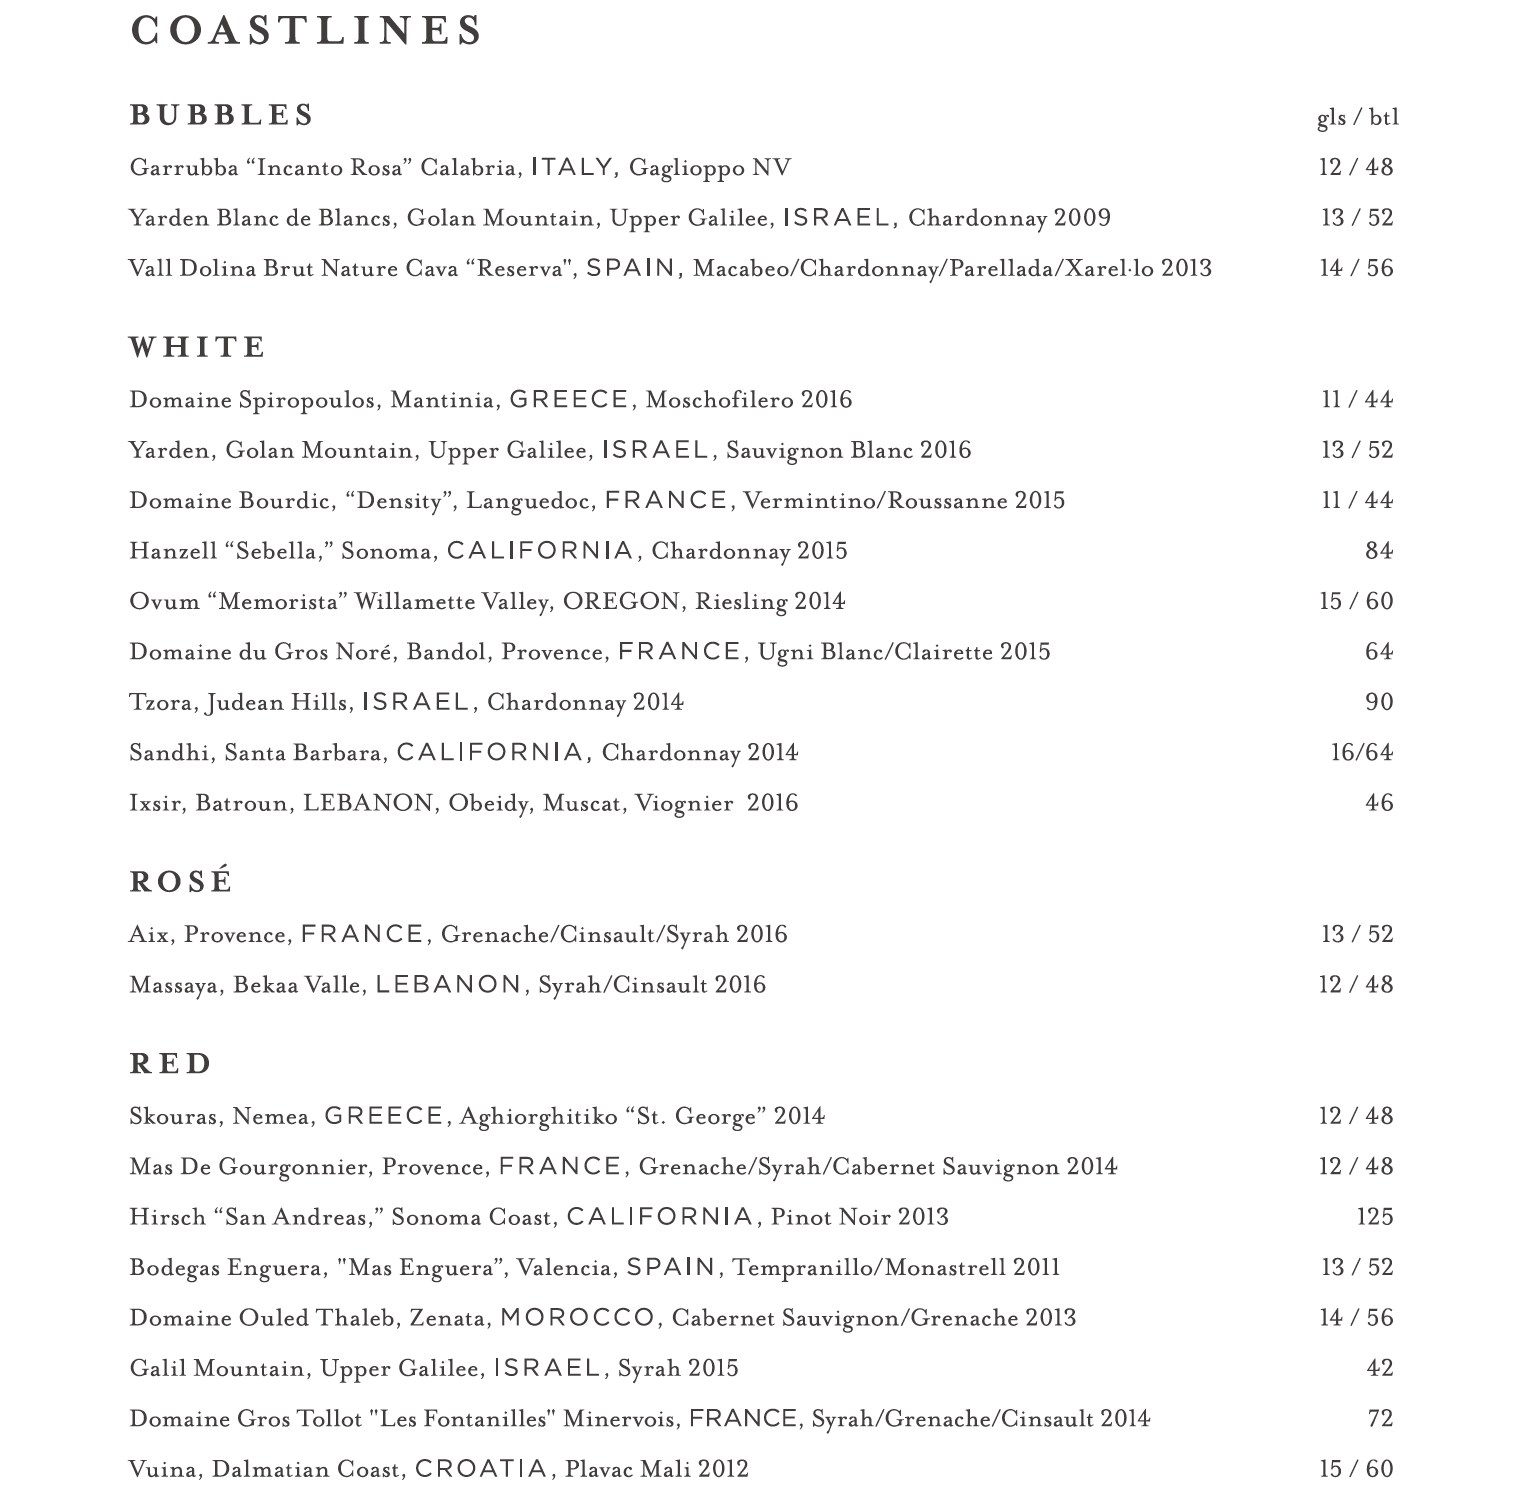 COASTLINES
BUBBLES gls / btl
Garrubba “Incanto Rosa” Calabria, ITALY, Gaglioppo NV 12 / 48
Yarden Blanc de Blancs, Golan Mountain, Upper Galilee, ISRAEL, Chardonnay 2009 13 / 52
Vall Dolina Brut Nature Cava “Reserva", SPAIN, Macabeo/Chardonnay/Parellada/Xarel·lo 2013 14 / 56
WHITE
Domaine Spiropoulos, Mantinia, GREECE, Moschofilero 2016 11 / 44
Yarden, Golan Mountain, Upper Galilee, ISRAEL, Sauvignon Blanc 2016 13 / 52
Domaine Bourdic, “Density”, Languedoc, FRANCE, Vermintino/Roussanne 2015 11 / 44
Hanzell “Sebella,” Sonoma, CALIFORNIA, Chardonnay 2015 84
Ovum “Memorista” Willamette Valley, OREGON, Riesling 2014 15 / 60
Domaine du Gros Noré, Bandol, Provence, FRANCE, Ugni Blanc/Clairette 2015 64
Tzora, Judean Hills, ISRAEL, Chardonnay 2014 90
Sandhi, Santa Barbara, CALIFORNIA, Chardonnay 2014 16/64
Ixsir, Batroun, LEBANON, Obeidy, Muscat, Viognier 2016 46
ROSÉ
Aix, Provence, FRANCE, Grenache/Cinsault/Syrah 2016 13 / 52
Massaya, Bekaa Valle, LEBANON, Syrah/Cinsault 2016 12 / 48
RED
Skouras, Nemea, GREECE, Aghiorghitiko “St. George” 2014 12 / 48
Mas De Gourgonnier, Provence, FRANCE, Grenache/Syrah/Cabernet Sauvignon 2014 12 / 48
Hirsch “San Andreas,” Sonoma Coast, CALIFORNIA, Pinot Noir 2013 125
Bodegas Enguera, "Mas Enguera”, Valencia, SPAIN, Tempranillo/Monastrell 2011 13 / 52
Domaine Ouled Thaleb, Zenata, MOROCCO, Cabernet Sauvignon/Grenache 2013 14 / 56
Galil Mountain, Upper Galilee, ISRAEL, Syrah 2015 42
Domaine Gros Tollot "Les Fontanilles" Minervois, FRANCE, Syrah/Grenache/Cinsault 2014 72
Vuina, Dalmatian Coast, CROATIA, Plavac Mali 2012 15 / 60